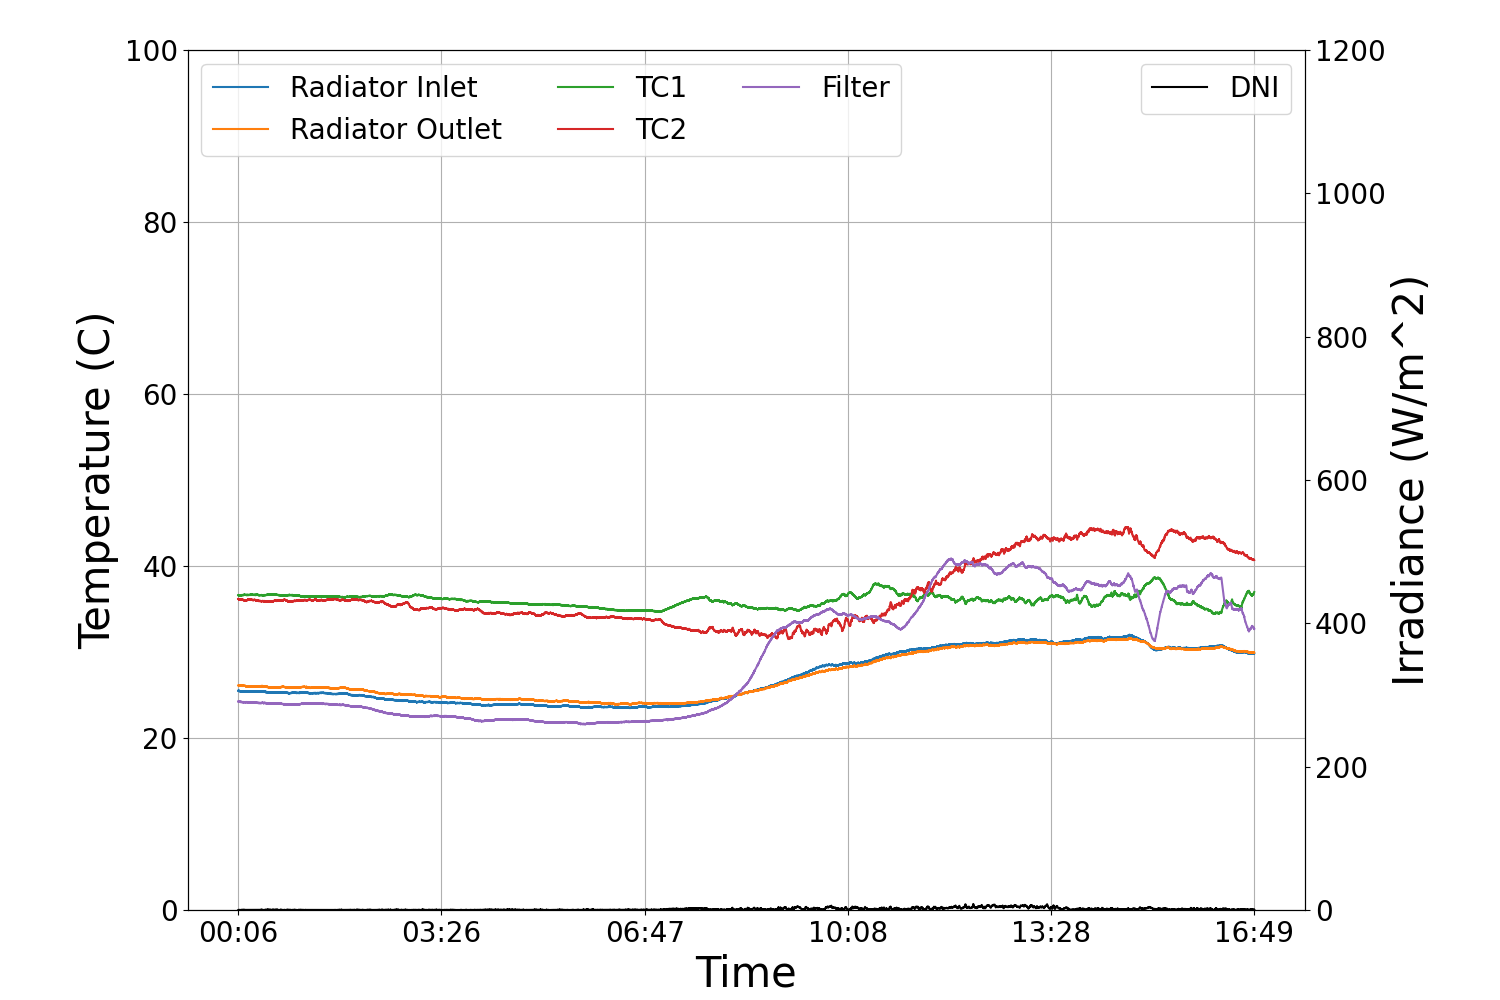 Radiator Inlet
Radiator Outlet
TC1
TC2
Filter
DNI
100
80
60
40
20
0
Temperature (C)
1200
1000
800
600
400
200
0
Irradiance (W/m^2)
00:06 03:26 06:47 10:08 13:28 16:49
Time